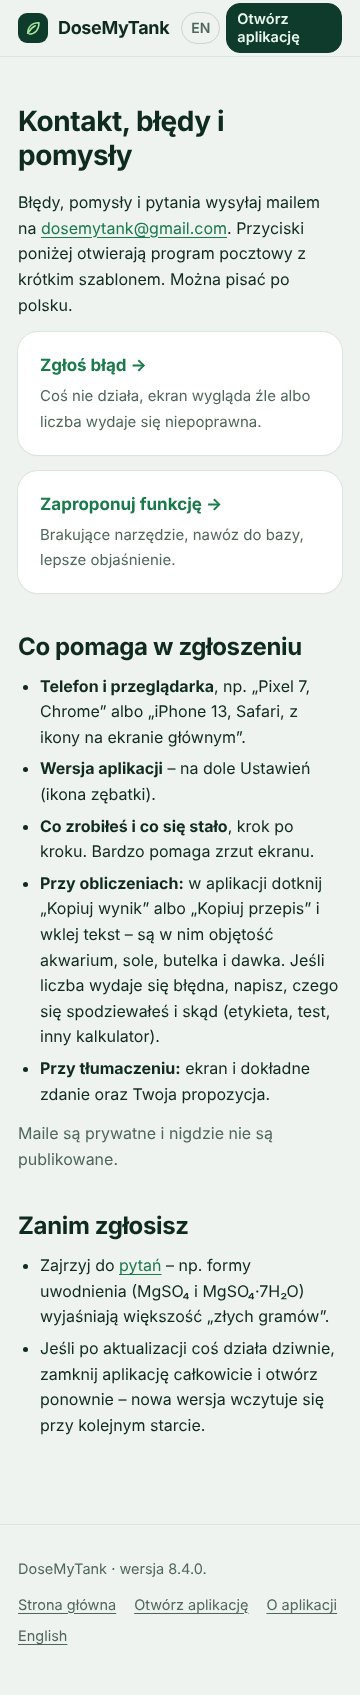 DoseMyTank
EN
Otwórz
aplikację
Kontakt, błędy i
pomysły
Błędy, pomysły i pytania wysyłaj mailem
na dosemytank@gmail.com. Przyciski
poniżej otwierają program pocztowy z
krótkim szablonem. Można pisać po
polsku.
Zgłoś błąd →
Coś nie działa, ekran wygląda źle albo
liczba wydaje się niepoprawna.
Zaproponuj funkcję →
Brakujące narzędzie, nawóz do bazy,
lepsze objaśnienie.
Co pomaga w zgłoszeniu
• Telefon i przeglądarka, np. „Pixel 7,
Chrome” albo „iPhone 13, Safari, z
ikony na ekranie głównym”.
• Wersja aplikacji – na dole Ustawień
(ikona zębatki).
• Co zrobiłeś i co się stało, krok po
kroku. Bardzo pomaga zrzut ekranu.
• Przy obliczeniach: w aplikacji dotknij
„Kopiuj wynik” albo „Kopiuj przepis” i
wklej tekst – są w nim objętość
akwarium, sole, butelka i dawka. Jeśli
liczba wydaje się błędna, napisz, czego
się spodziewałeś i skąd (etykieta, test,
inny kalkulator).
• Przy tłumaczeniu: ekran i dokładne
zdanie oraz Twoja propozycja.
Maile są prywatne i nigdzie nie są
publikowane.
Zanim zgłosisz
• Zajrzyj do pytań – np. formy
uwodnienia (MgSO₄ i MgSO₄·7H₂O)
wyjaśniają większość „złych gramów”.
• Jeśli po aktualizacji coś działa dziwnie,
zamknij aplikację całkowicie i otwórz
ponownie – nowa wersja wczytuje się
przy kolejnym starcie.
DoseMyTank · wersja 8.4.0.
Strona główna Otwórz aplikację O aplikacji
English